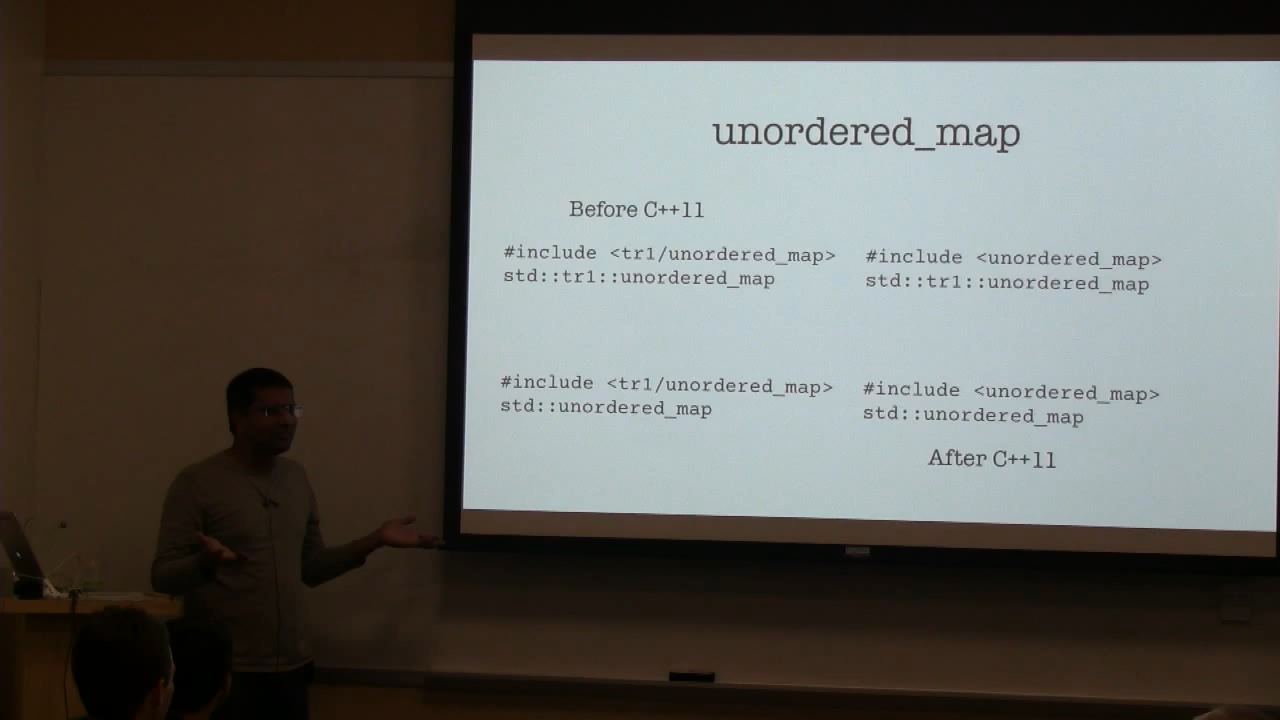 unordered_map
Before C++11
#include <tr1/unordered_map>
std::tr1::unordered_map
#include <unordered_map>
std::tr1::unordered_map
#include <tr1/unordered_map>
std::unordered_map
#include <unordered_map>
std::unordered_map
After C++11